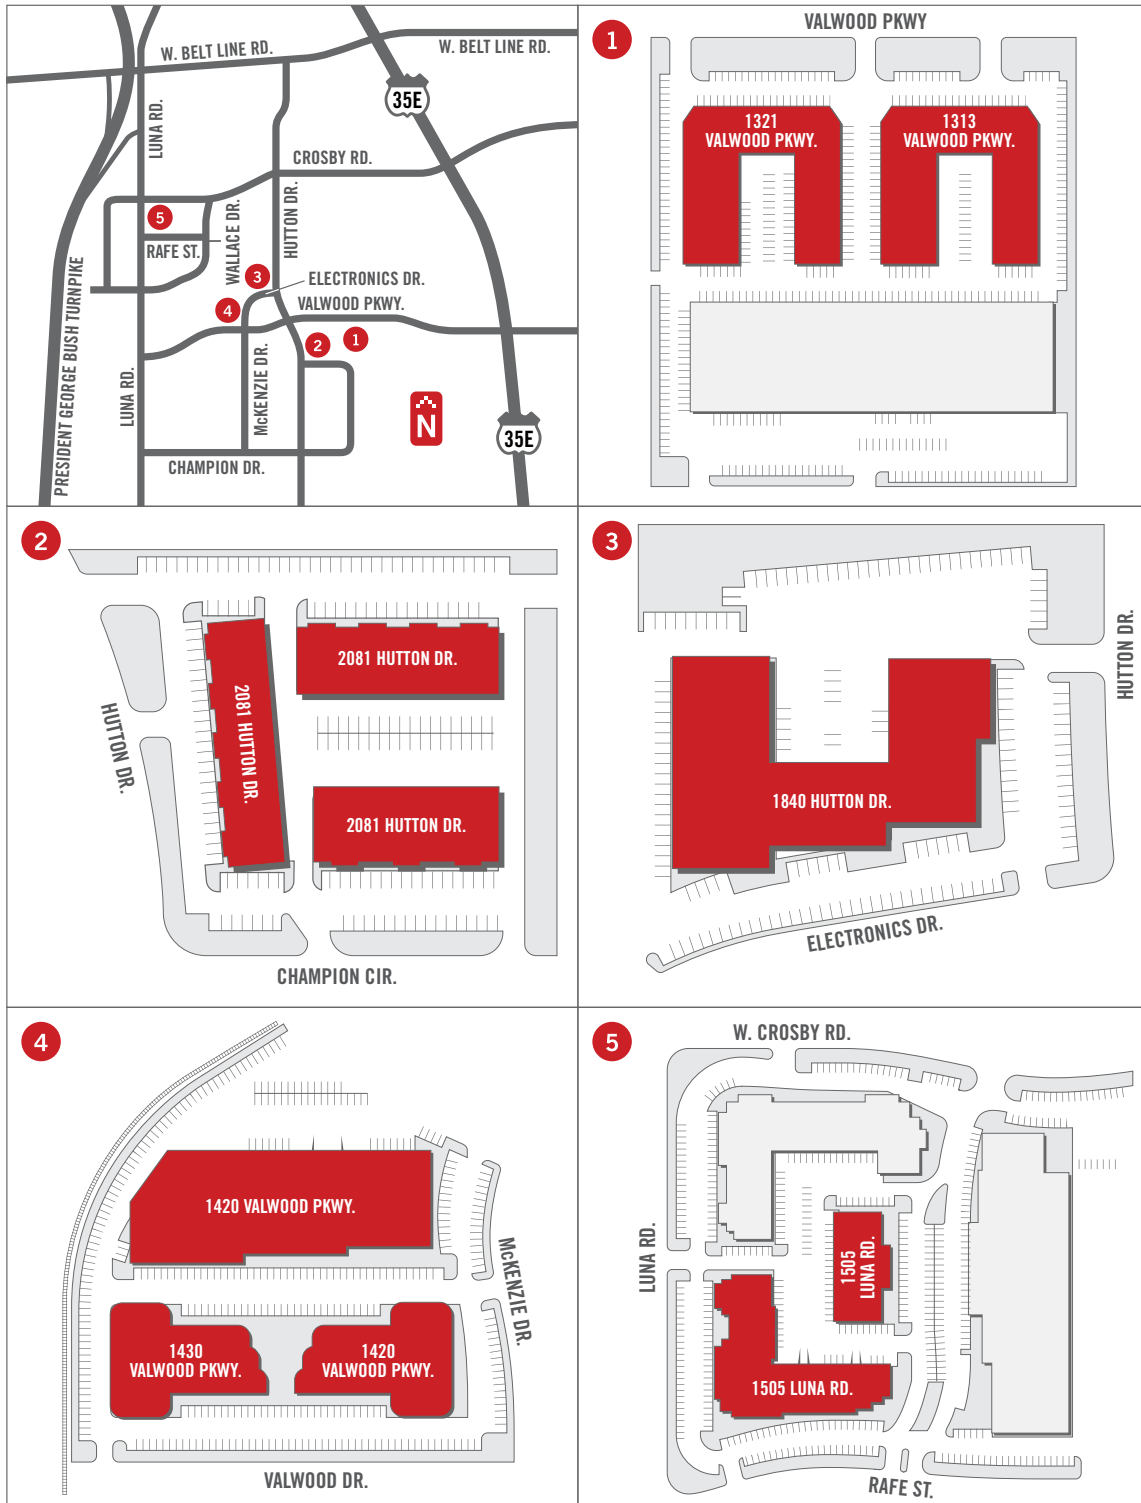 W. BELT LINE RD.
W. BELT LINE RD.
35E
LUNA RD.
CROSBY RD.
5
WALLACE DR.
HUTTON DR.
RAFE ST.
3
ELECTRONICS DR.
VALWOOD PKWY.
4
2
1
PRESIDENT GEORGE BUSH TURNPIKE
LUNA RD.
McKENZIE DR.
N
35E
CHAMPION DR.
1
VALWOOD PKWY
1321
VALWOOD PKWY.
1313
VALWOOD PKWY.
2
2081 HUTTON DR.
2081 HUTTON DR.
HUTTON DR.
2081 HUTTON DR.
CHAMPION CIR.
3
HUTTON DR.
1840 HUTTON DR.
ELECTRONICS DR.
4
1420 VALWOOD PKWY.
McKENZIE DR.
1430
VALWOOD PKWY.
1420
VALWOOD PKWY.
VALWOOD DR.
5
W. CROSBY RD.
LUNA RD.
1505
LUNA RD.
1505 LUNA RD.
RAFE ST.